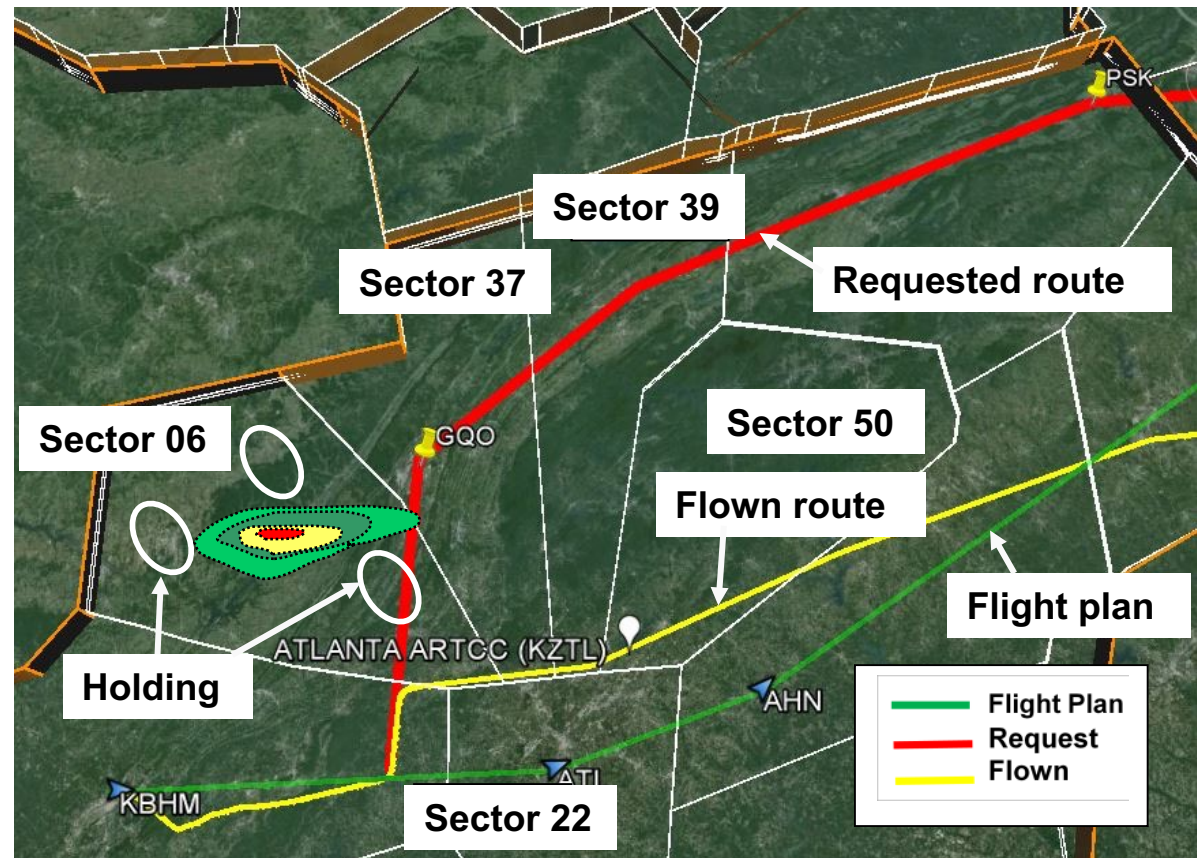 PSK
Sector 39
Sector 37
Requested route
Sector 06
GQO
Sector 50
Flown route
Flight plan
ATLANTA ARTCC (KZTL)
Holding
AHN
Flight Plan
Request
Flown
ATL
KBHM
Sector 22